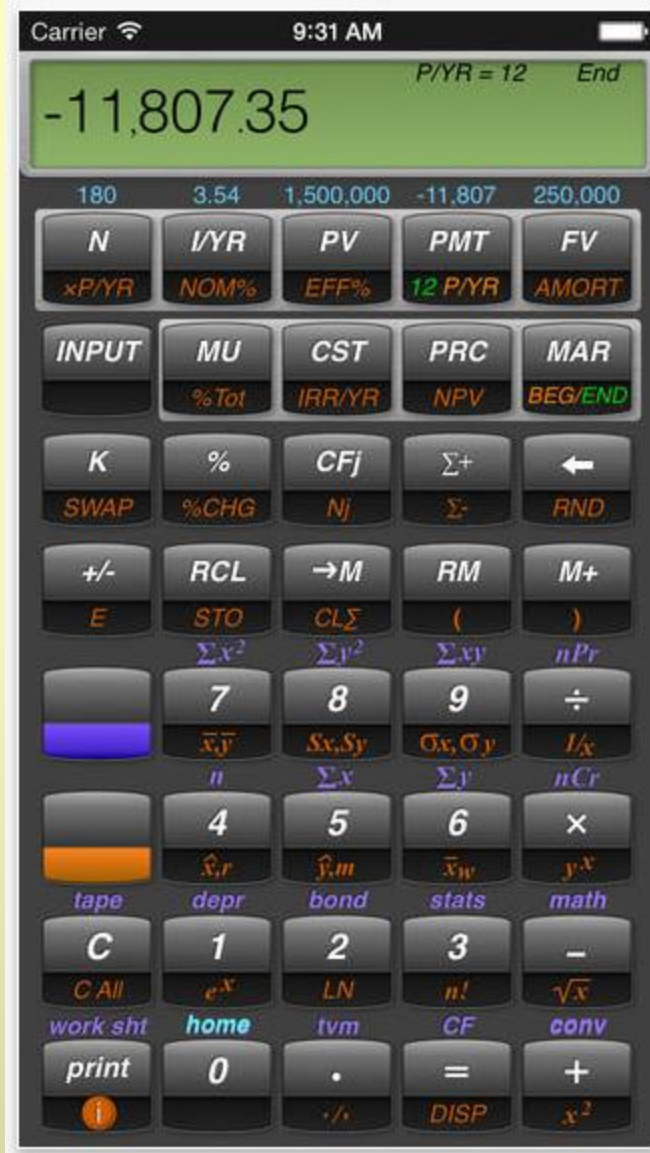 Carrier 9:31 AM
P/YR = 12 End
-11,807.35
180 3.54 1,500,000 -11,807 250,000
N I/YR PV PMT FV
×P/YR NOM% EFF% 12 P/YR AMORT
INPUT MU CST PRC MAR
%Tot IRR/YR NPV BEG/END
K % CFj Σ+ ←
SWAP %CHG Nj Σ- RND
+/- RCL →M RM M+
E STO CLΣ ( )
Σx² Σy² Σxy nPr
7 8 9 ÷
x̄,ȳ Sx,Sy σx,σy 1/x
n Σx Σy nCr
4 5 6 ×
x̂,r ŷ,m x̄w yˣ
tape depr bond stats math
C 1 2 3 −
C All eˣ LN n! √x
work sht home tvm CF conv
print 0 . = +
i ./, DISP x²